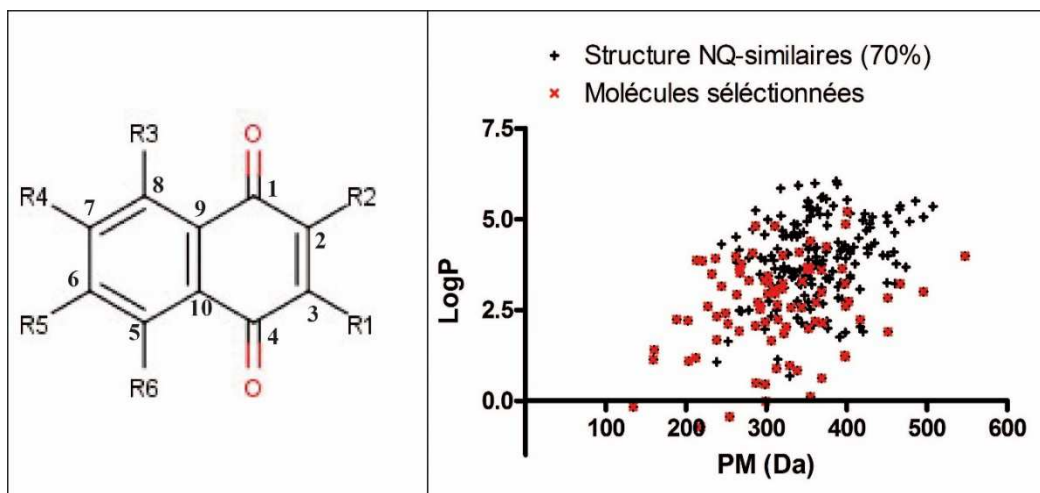 R3 O
R4 8 1 R2
7 9 2
6 10 3
R5 5 4 R1
R6 O
+ Structure NQ-similaires (70%)
× Molécules séléctionnées
7.5
5.0
2.5
0.0
LogP
100 200 300 400 500 600
PM (Da)